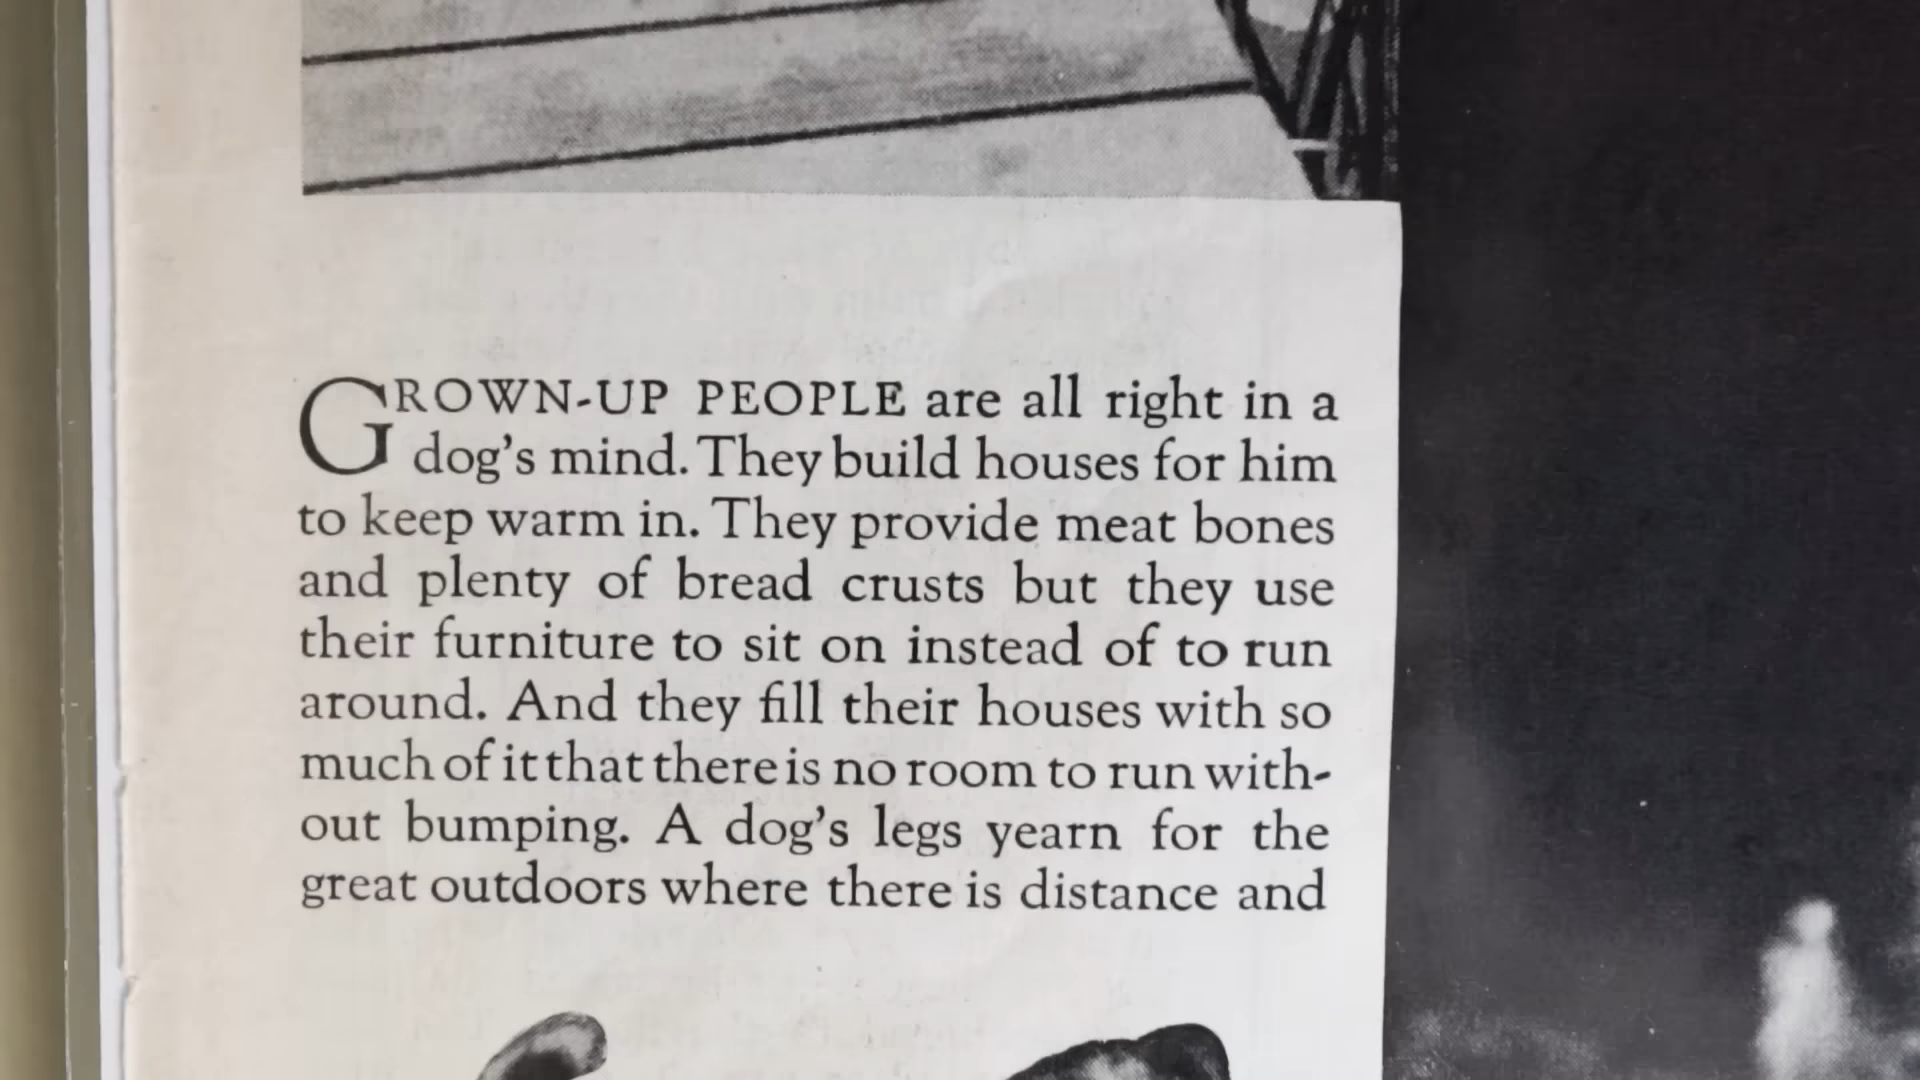 GROWN-UP PEOPLE are all right in a
dog's mind. They build houses for him
to keep warm in. They provide meat bones
and plenty of bread crusts but they use
their furniture to sit on instead of to run
around. And they fill their houses with so
much of it that there is no room to run with-
out bumping. A dog's legs yearn for the
great outdoors where there is distance and